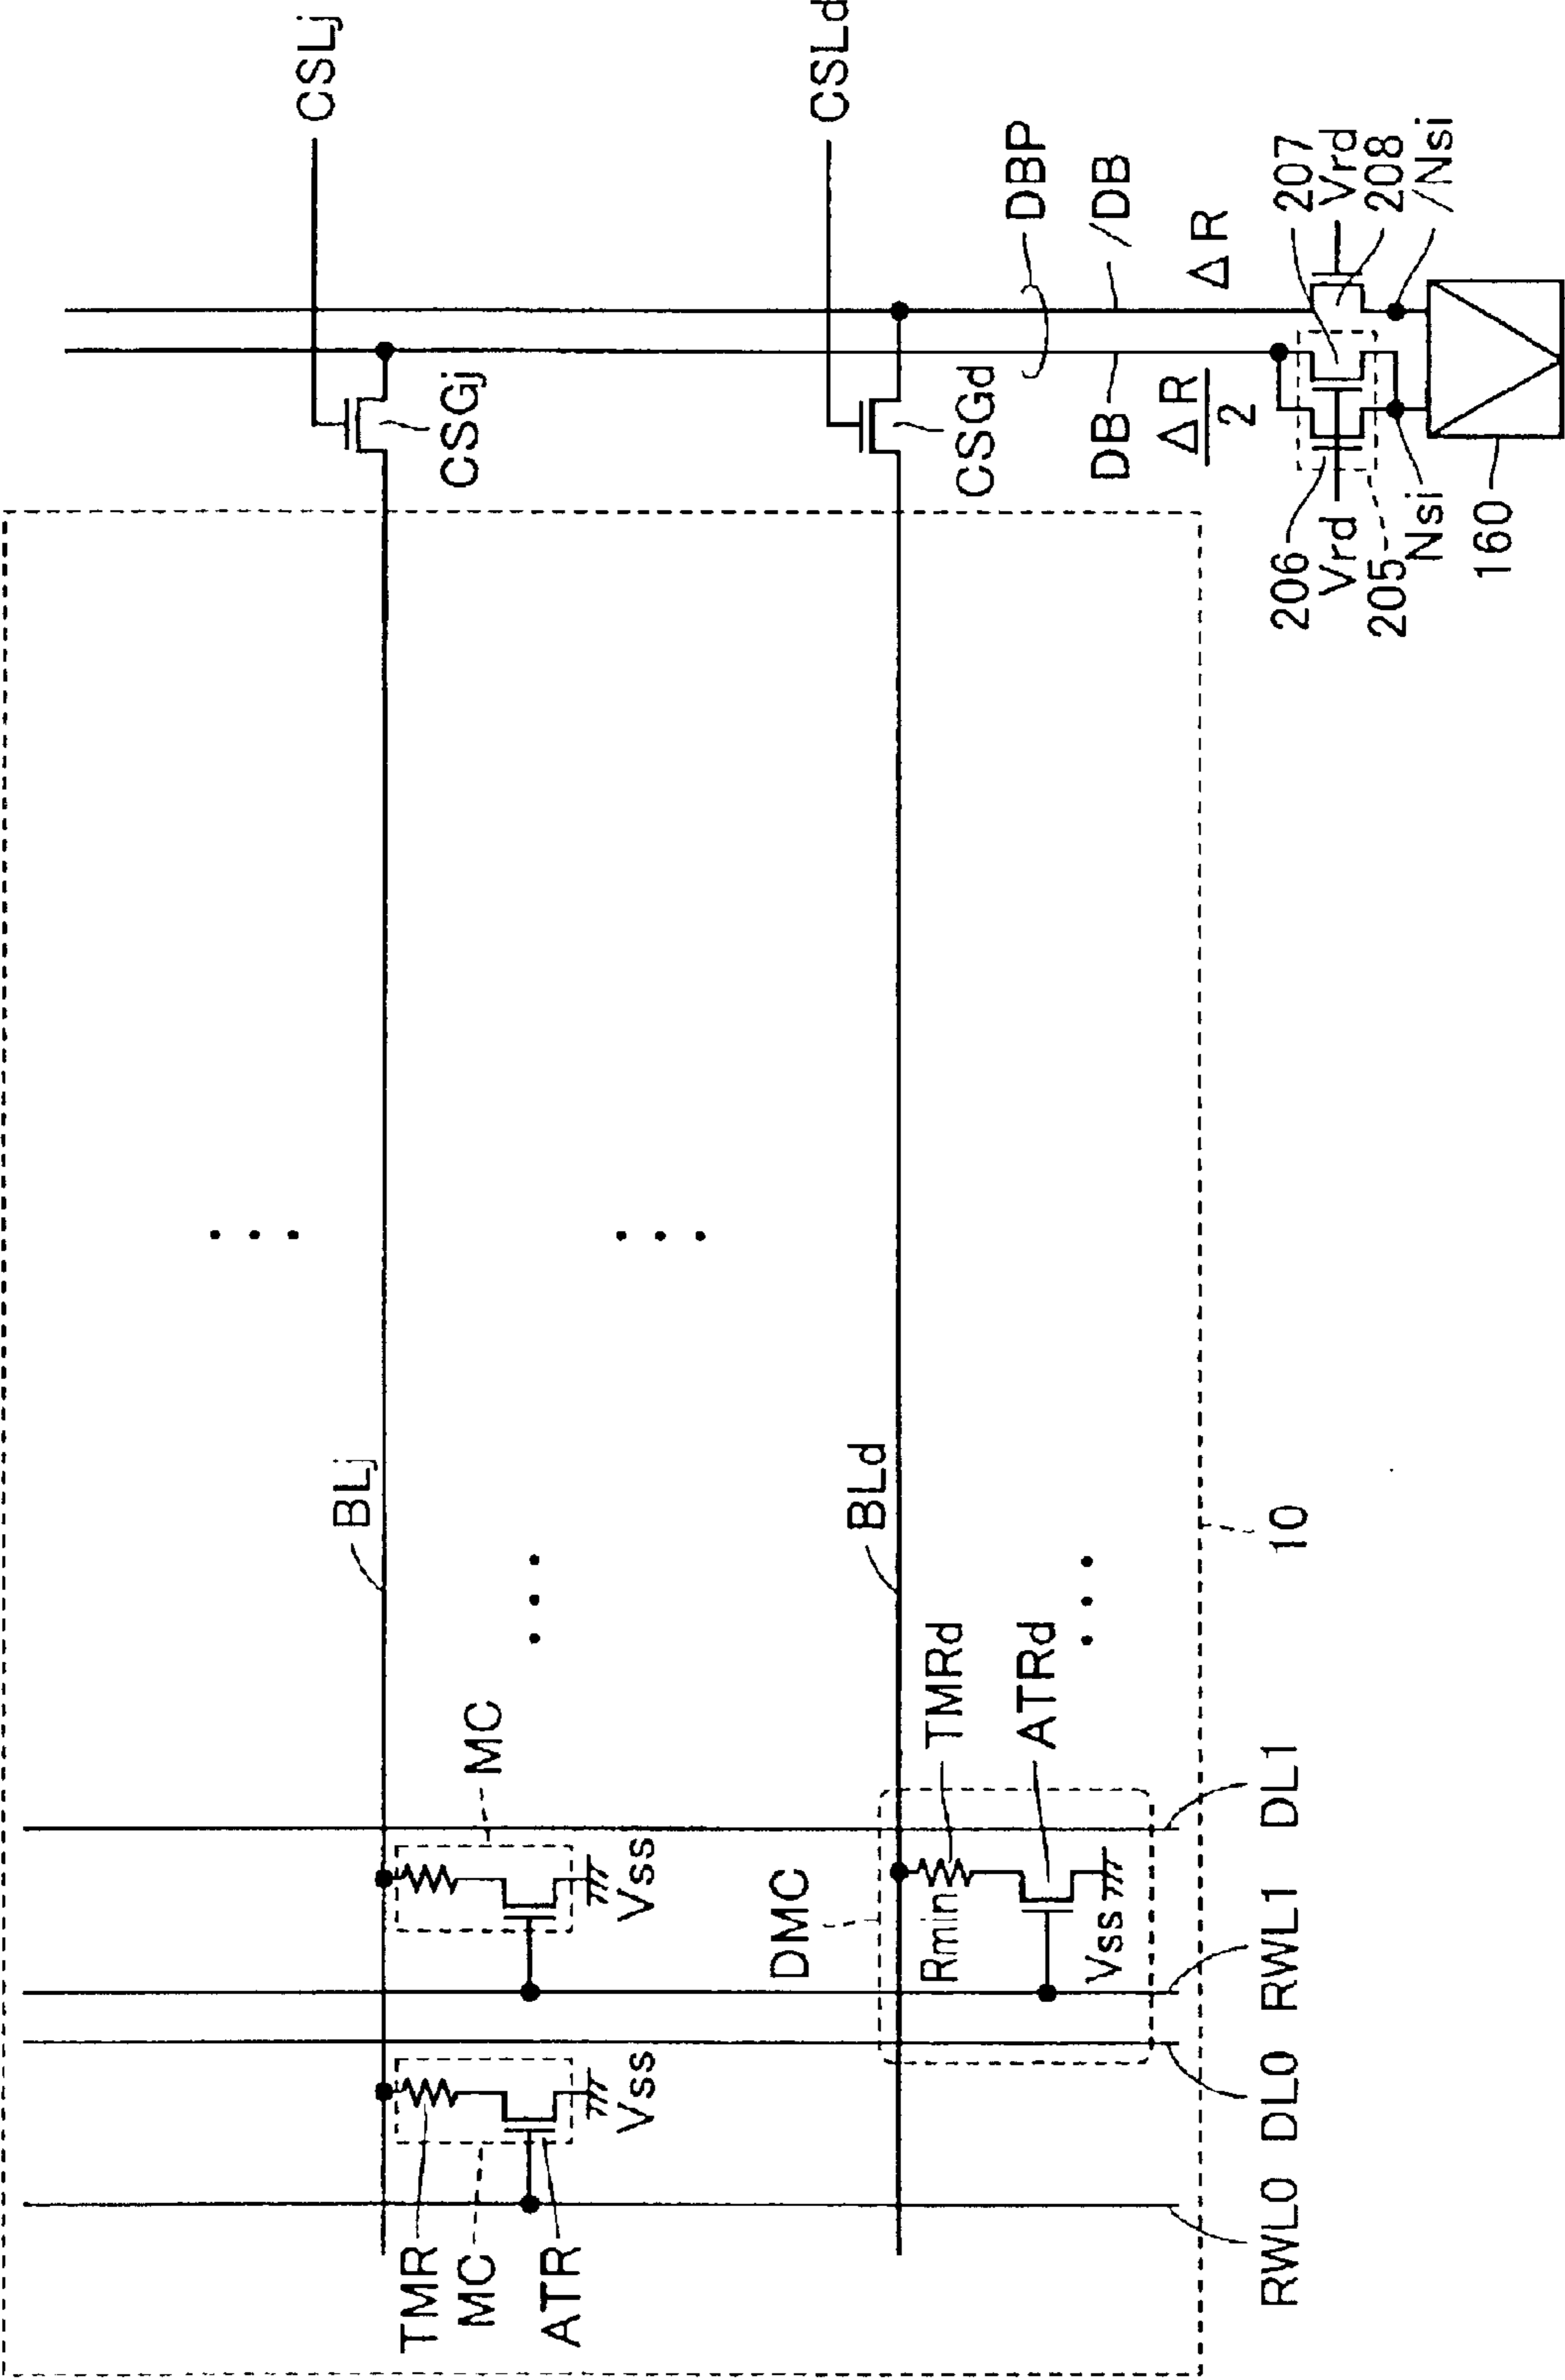 CSLj
CSLd
CSGj
CSGd
DBP
/DB
ΔR
DB
ΔR
2
207
Vrd
208
/Nsi
206
Vrd
205
Nsi
160
BLj
BLd
10
MC
Vss
TMRd
ATRd
DMC
Rmin
Vss
DL1
RWL1
DL0
RWL0
Vss
TMR
MC
ATR